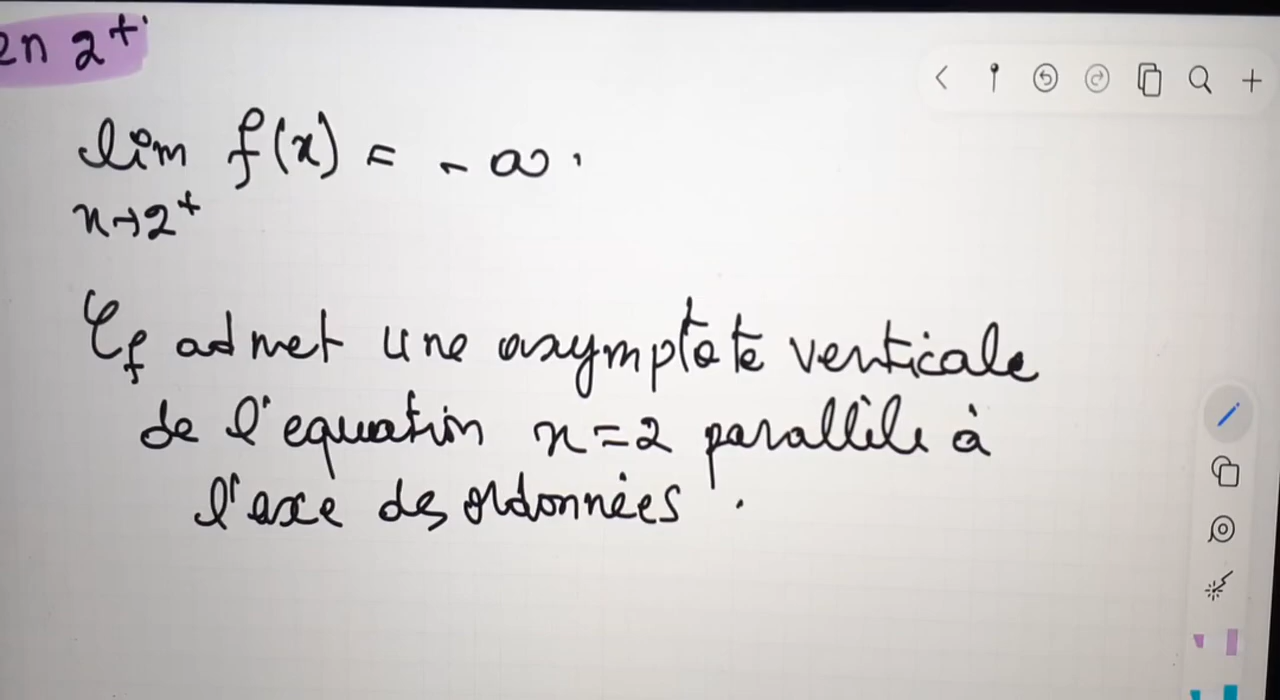 en 2+
lim f(x) = - ∞.
x→2+
Cf admet une asymptote verticale
de l'equation x=2 parallèle à
l'axe des ordonnées.